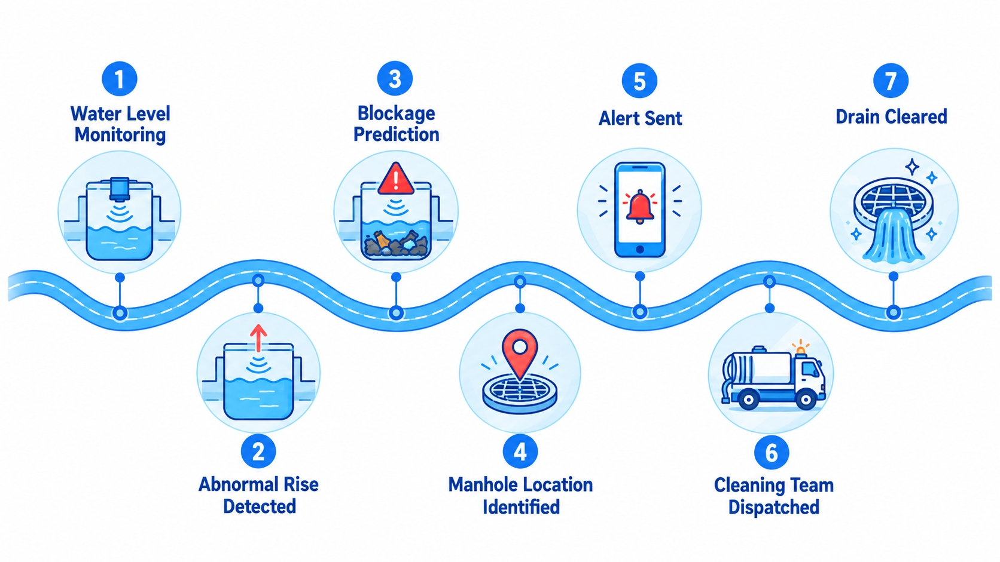 1
Water Level
Monitoring
2
Abnormal Rise
Detected
3
Blockage
Prediction
!
4
Manhole Location
Identified
5
Alert Sent
6
Cleaning Team
Dispatched
7
Drain Cleared